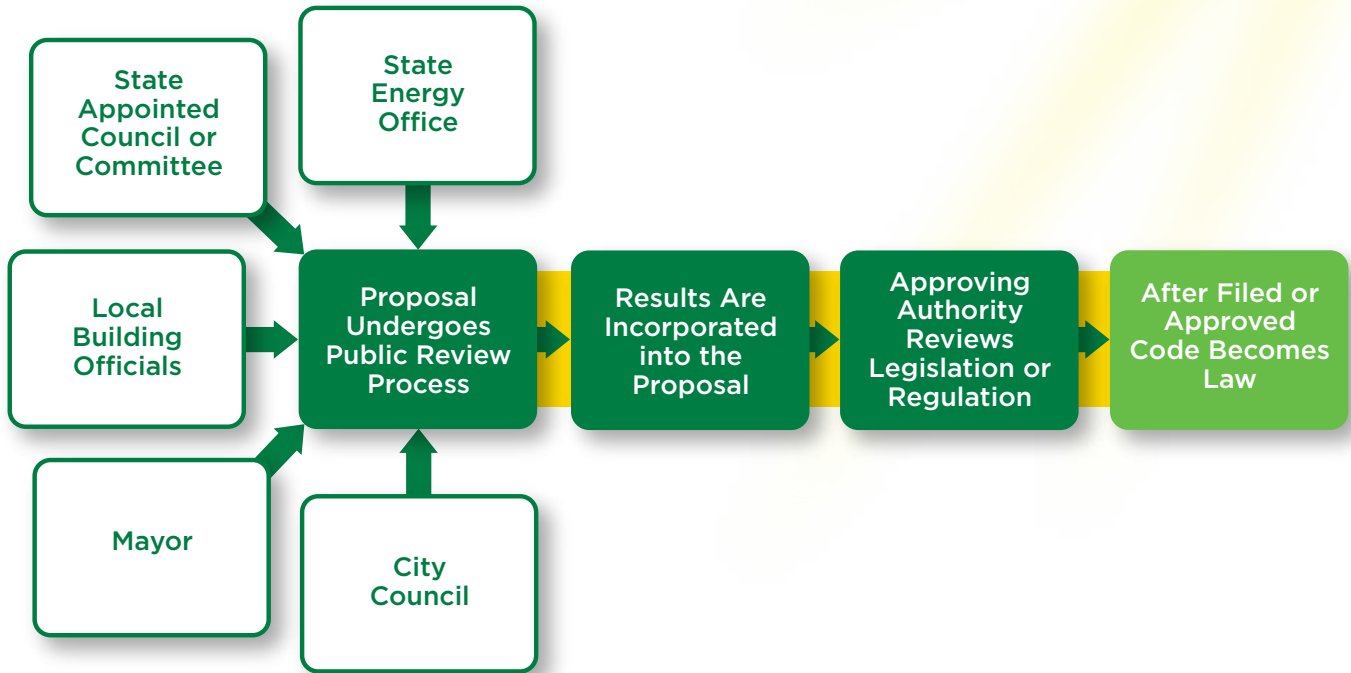 State
Appointed
Council or
Committee
State
Energy
Office
Local
Building
Officials
Mayor
City
Council
Proposal
Undergoes
Public Review
Process
Results Are
Incorporated
into the
Proposal
Approving
Authority
Reviews
Legislation or
Regulation
After Filed or
Approved
Code Becomes
Law